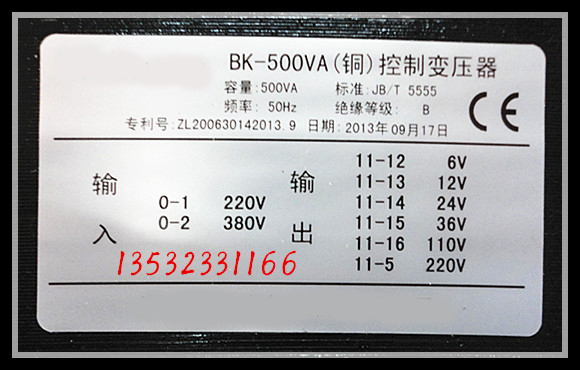 BK-500VA(铜)控制变压器
容量:500VA 标准:JB/T 5555
频率: 50Hz 绝缘等级: B
专利号:ZL200630142013.9 日期:2013年09月17日
CE
输入
0-1 220V
0-2 380V
输出
11-12 6V
11-13 12V
11-14 24V
11-15 36V
11-16 110V
11-5 220V
13532331166